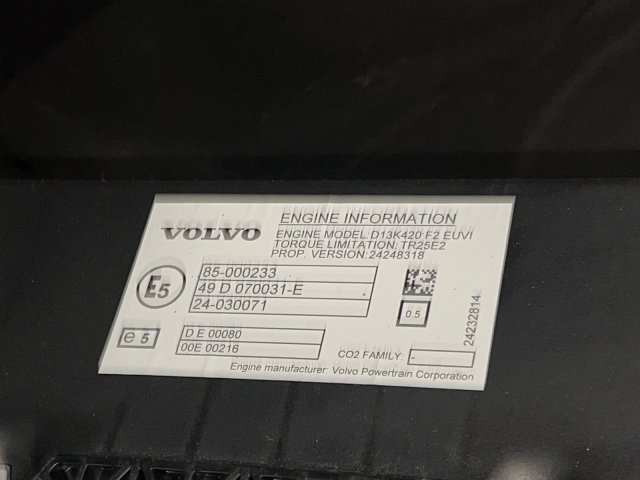 VOLVO
ENGINE INFORMATION
ENGINE MODEL: D13K420 F2 EUVI
TORQUE LIMITATION; TR25E2
PROP. VERSION: 24248318
E5
85-000233
49 D 070031-E
24-030071
0.5
24232814
e 5
D E 00080
00E 00216
CO2 FAMILY: -
Engine manufacturer: Volvo Powertrain Corporation